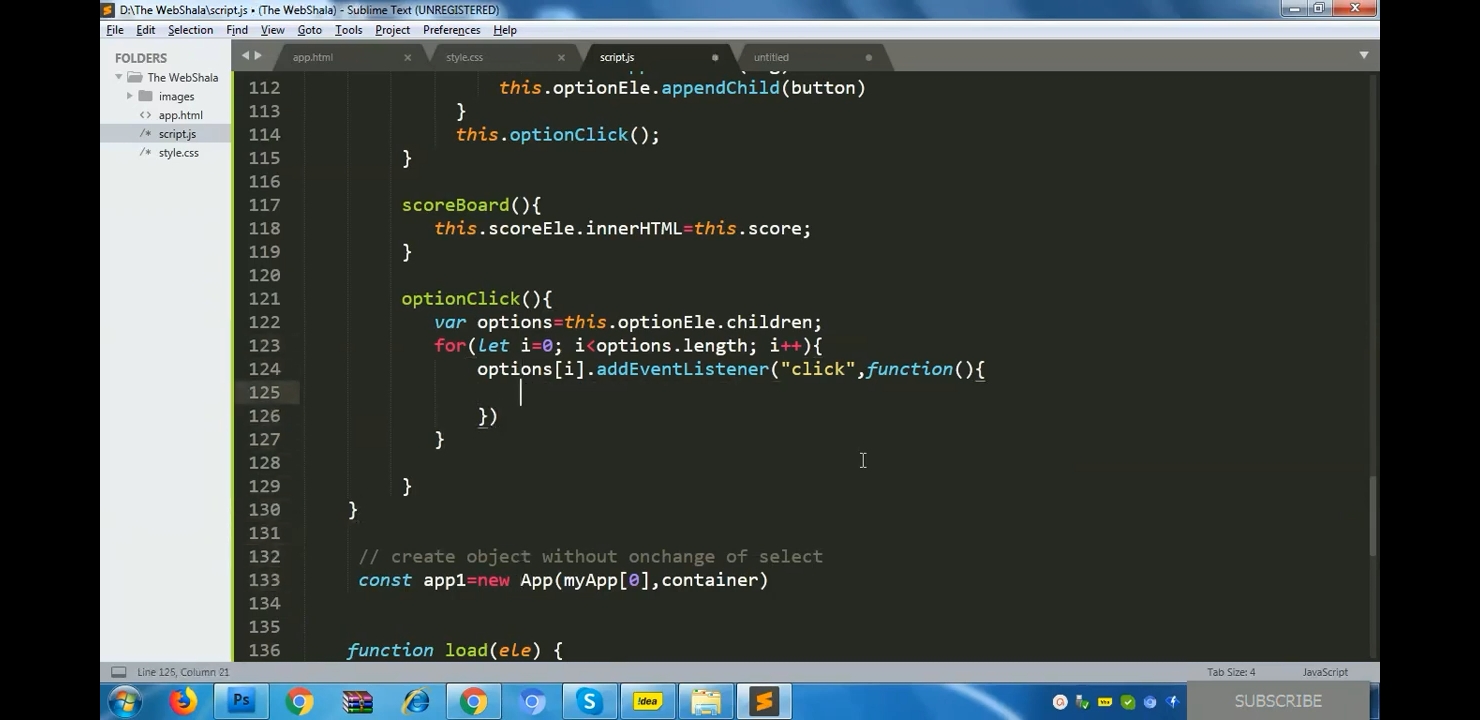 D:\The WebShala\script.js • (The WebShala) - Sublime Text (UNREGISTERED)
File Edit Selection Find View Goto Tools Project Preferences Help
FOLDERS
The WebShala
images
<> app.html
/* script.js
/* style.css
app.html
style.css
script.js
untitled
112 this.optionEle.appendChild(button)
113 }
114 this.optionClick();
115 }
116
117 scoreBoard(){
118 this.scoreEle.innerHTML=this.score;
119 }
120
121 optionClick(){
122 var options=this.optionEle.children;
123 for(let i=0; i<options.length; i++){
124 options[i].addEventListener("click",function(){
125
126 })
127 }
128
129 }
130 }
131
132 // create object without onchange of select
133 const app1=new App(myApp[0],container)
134
135
136 function load(ele) {
Line 125, Column 21
Tab Size: 4
JavaScript
Ps
!dea
SUBSCRIBE